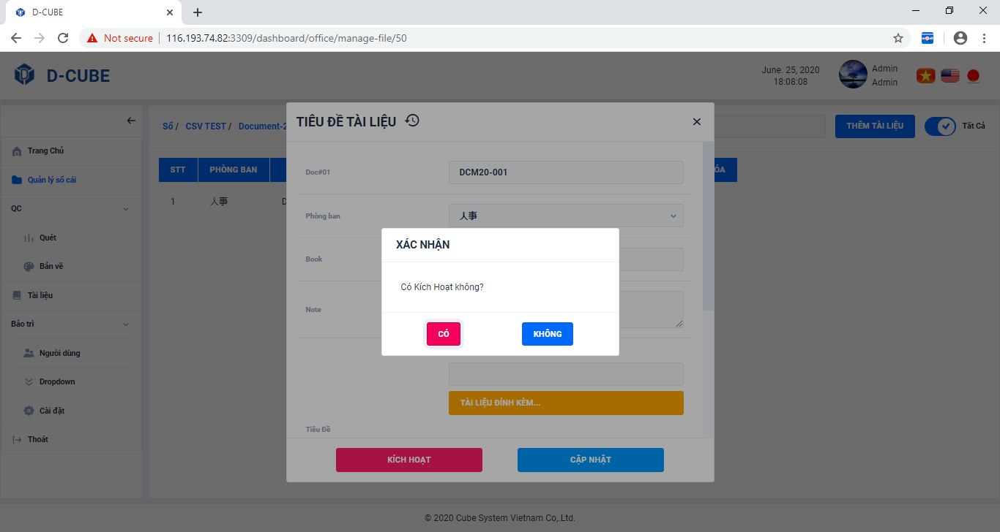 D-CUBE
Not secure
116.193.74.82:3309/dashboard/office/manage-file/50
D-CUBE
June. 25, 2020
18:08:08
Admin
Admin
Trang Chủ
Quản lý sổ cái
QC
Quét
Bản vẽ
Tài liệu
Bảo trì
Người dùng
Dropdown
Cài đặt
Thoát
Sổ / CSV TEST / Document-2
THÊM TÀI LIỆU
Tất Cả
STT
PHÒNG BAN
ÓA
1
人事
D
TIÊU ĐỀ TÀI LIỆU
Doc#01
DCM20-001
Phòng ban
人事
Book
Note
TÀI LIỆU ĐÍNH KÈM...
Tiêu Đề
KÍCH HOẠT
CẬP NHẬT
XÁC NHẬN
Có Kích Hoạt không?
CÓ
KHÔNG
© 2020 Cube System Vietnam Co,.Ltd.